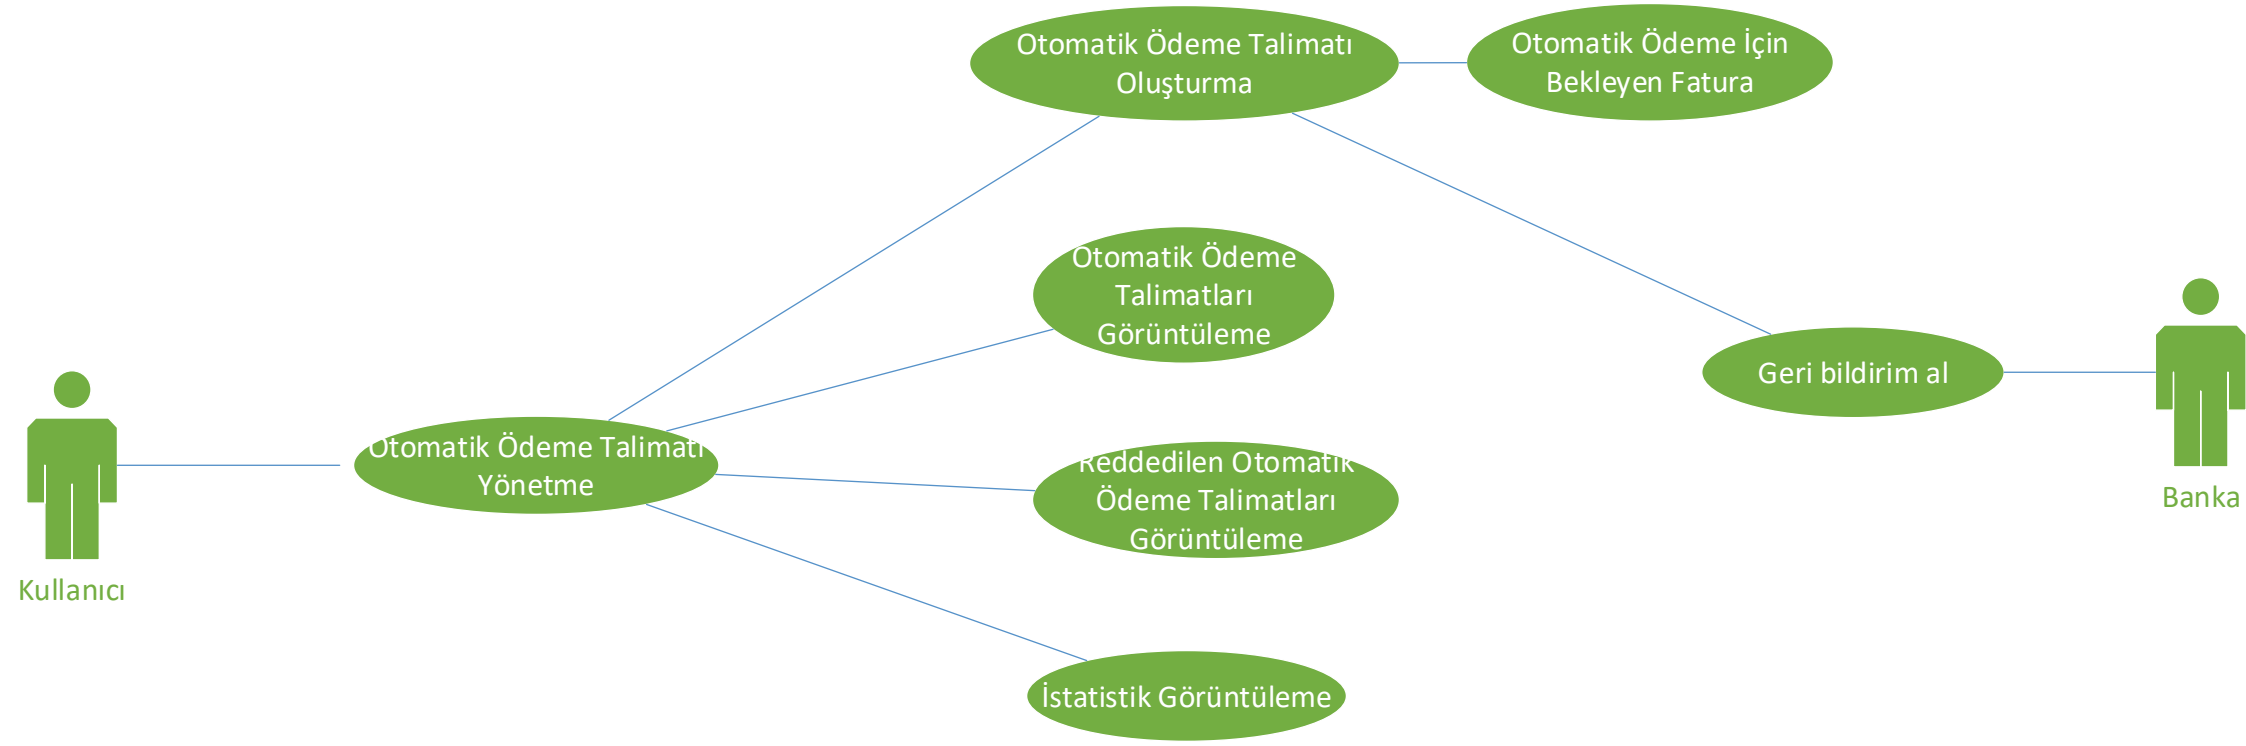 Otomatik Ödeme Talimatı
Oluşturma
Otomatik Ödeme İçin
Bekleyen Fatura
Otomatik Ödeme
Talimatları
Görüntüleme
Geri bildirim al
Banka
Otomatik Ödeme Talimatı
Yönetme
Reddedilen Otomatik
Ödeme Talimatları
Görüntüleme
Kullanıcı
İstatistik Görüntüleme